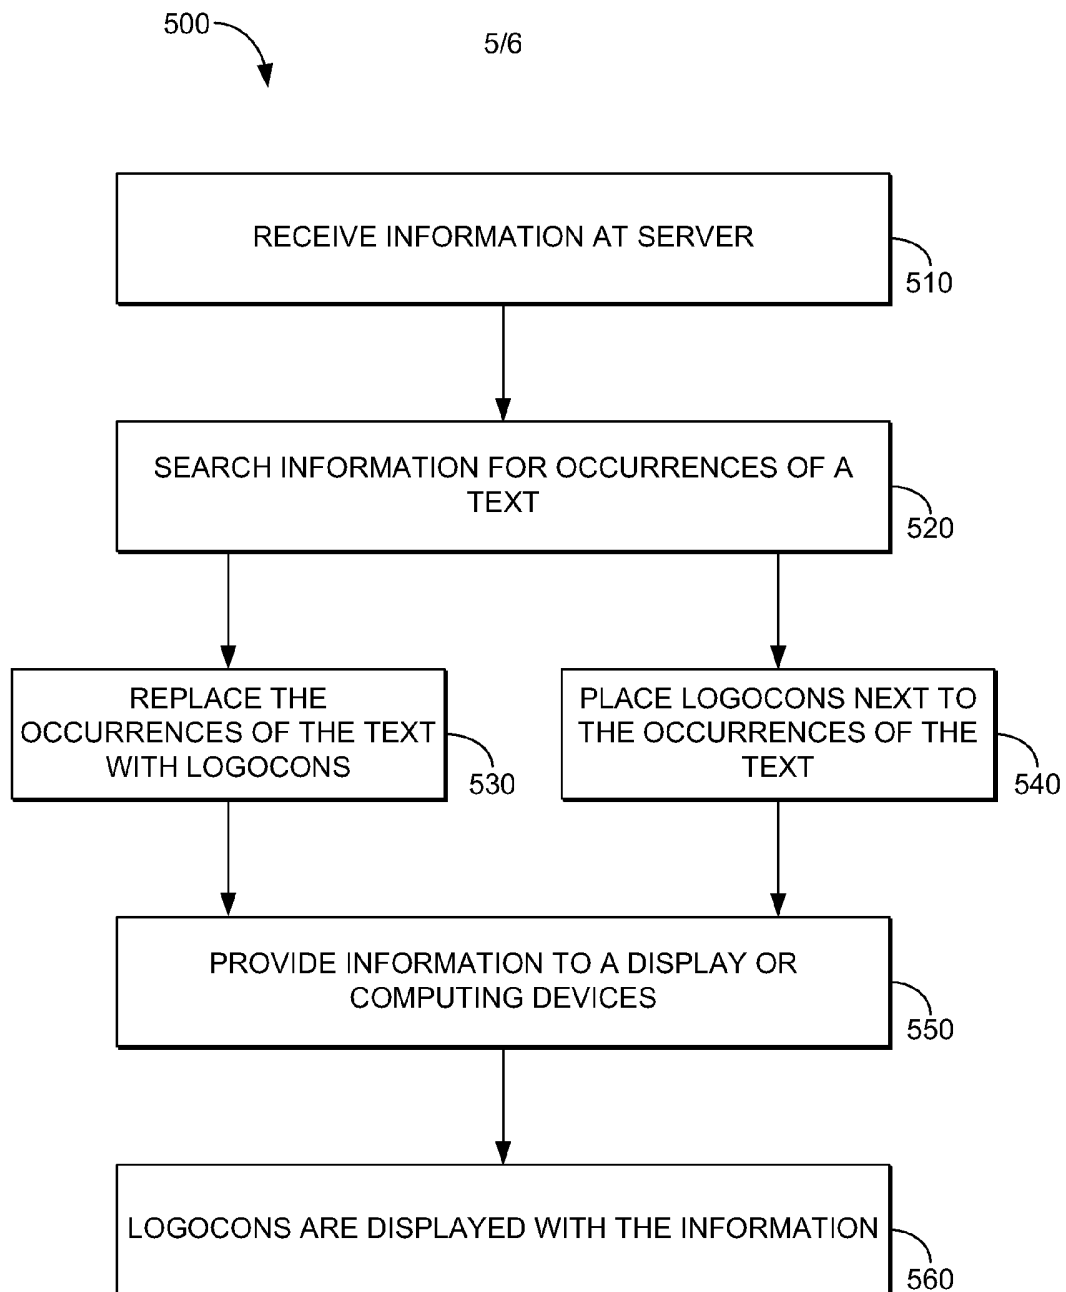 500
5/6
RECEIVE INFORMATION AT SERVER
510
SEARCH INFORMATION FOR OCCURRENCES OF A
TEXT
520
REPLACE THE
OCCURRENCES OF THE TEXT
WITH LOGOCONS
530
PLACE LOGOCONS NEXT TO
THE OCCURRENCES OF THE
TEXT
540
PROVIDE INFORMATION TO A DISPLAY OR
COMPUTING DEVICES
550
LOGOCONS ARE DISPLAYED WITH THE INFORMATION
560